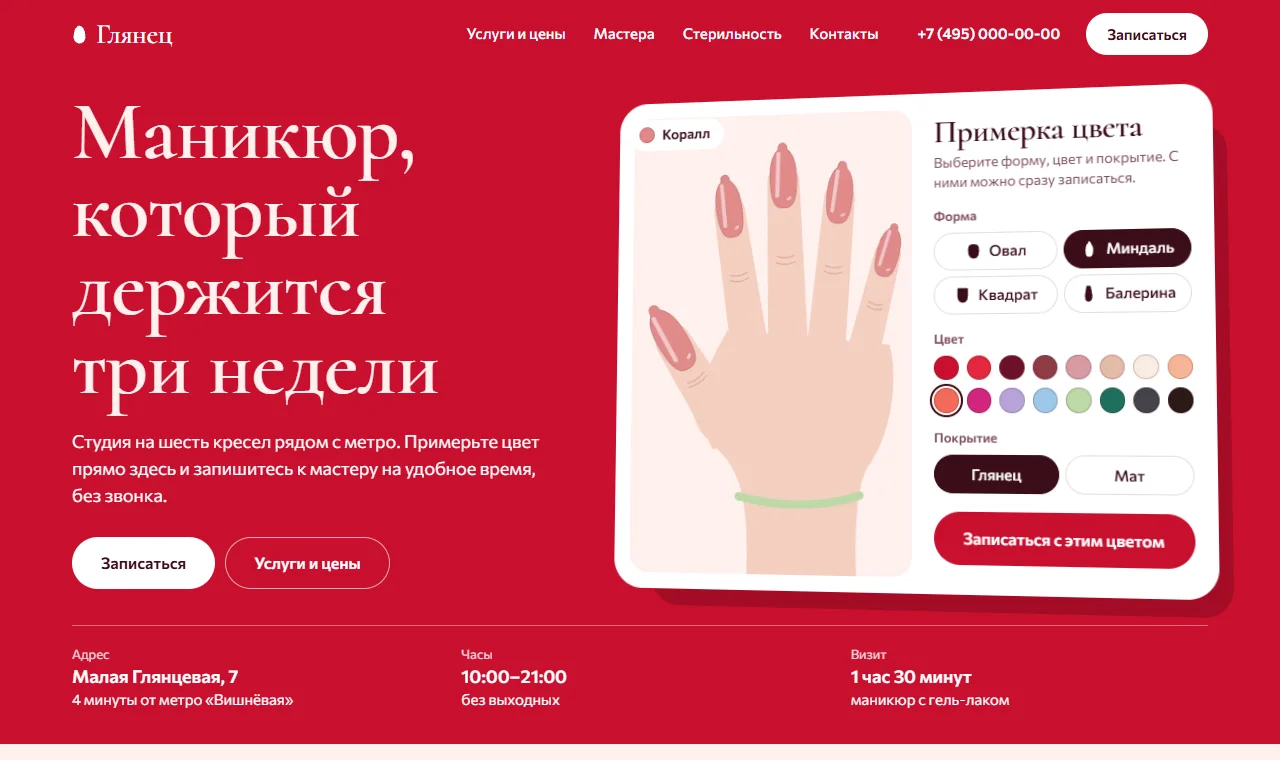 Глянец
Услуги и цены
Мастера
Стерильность
Контакты
+7 (495) 000-00-00
Записаться
Маникюр,
который
держится
три недели
Студия на шесть кресел рядом с метро. Примерьте цвет
прямо здесь и запишитесь к мастеру на удобное время,
без звонка.
Записаться
Услуги и цены
Коралл
Примерка цвета
Выберите форму, цвет и покрытие. С
ними можно сразу записаться.
Форма
Овал
Миндаль
Квадрат
Балерина
Цвет
Покрытие
Глянец
Мат
Записаться с этим цветом
Адрес
Малая Глянцевая, 7
4 минуты от метро «Вишнёвая»
Часы
10:00–21:00
без выходных
Визит
1 час 30 минут
маникюр с гель-лаком